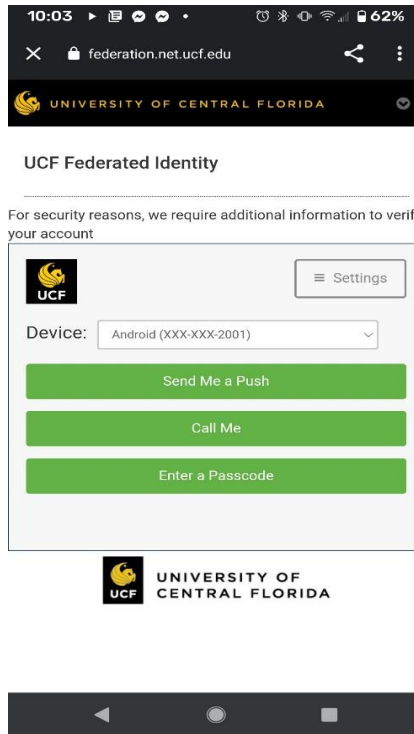 10:03
62%
federation.net.ucf.edu
UNIVERSITY OF CENTRAL FLORIDA
UCF Federated Identity
For security reasons, we require additional information to verif
your account
UCF
Settings
Device: Android (XXX-XXX-2001)
Send Me a Push
Call Me
Enter a Passcode
UCF
UNIVERSITY OF
CENTRAL FLORIDA